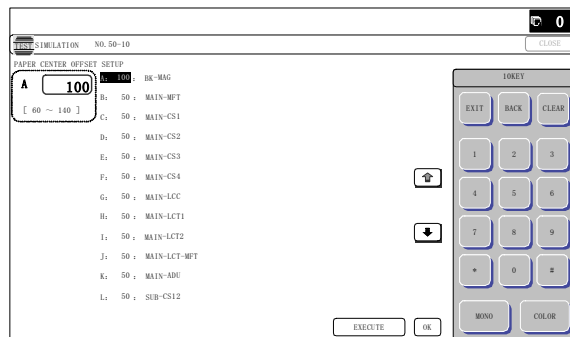 0
TEST SIMULATION NO.50-10
CLOSE
PAPER CENTER OFFSET SETUP
A 100
[ 60 ~ 140 ]
A: 100 : BK-MAG
B: 50 : MAIN-MFT
C: 50 : MAIN-CS1
D: 50 : MAIN-CS2
E: 50 : MAIN-CS3
F: 50 : MAIN-CS4
G: 50 : MAIN-LCC
H: 50 : MAIN-LCT1
I: 50 : MAIN-LCT2
J: 50 : MAIN-LCT-MFT
K: 50 : MAIN-ADU
L: 50 : SUB-CS12
EXECUTE OK
10KEY
EXIT BACK CLEAR
1 2 3
4 5 6
7 8 9
* 0 #
MONO COLOR